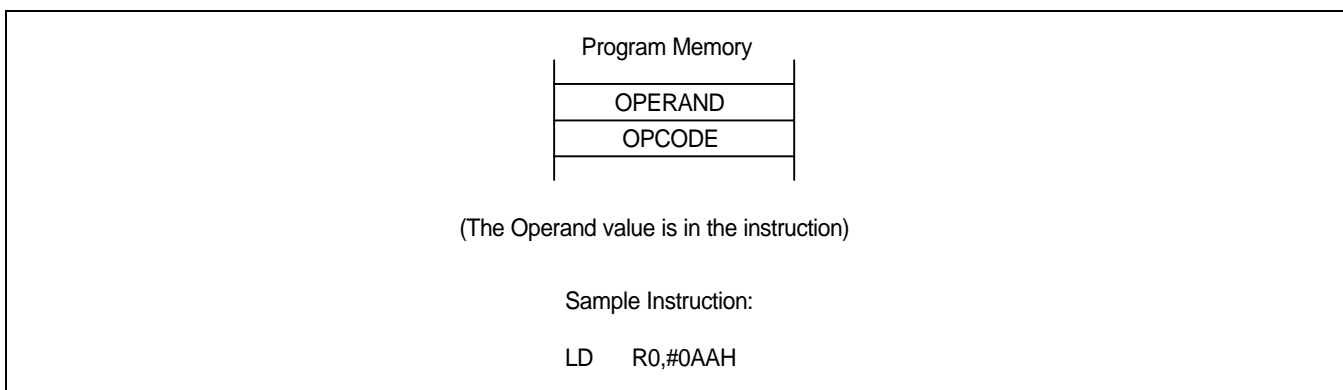 Program Memory
OPERAND
OPCODE
(The Operand value is in the instruction)
Sample Instruction:
LD R0,#0AAH